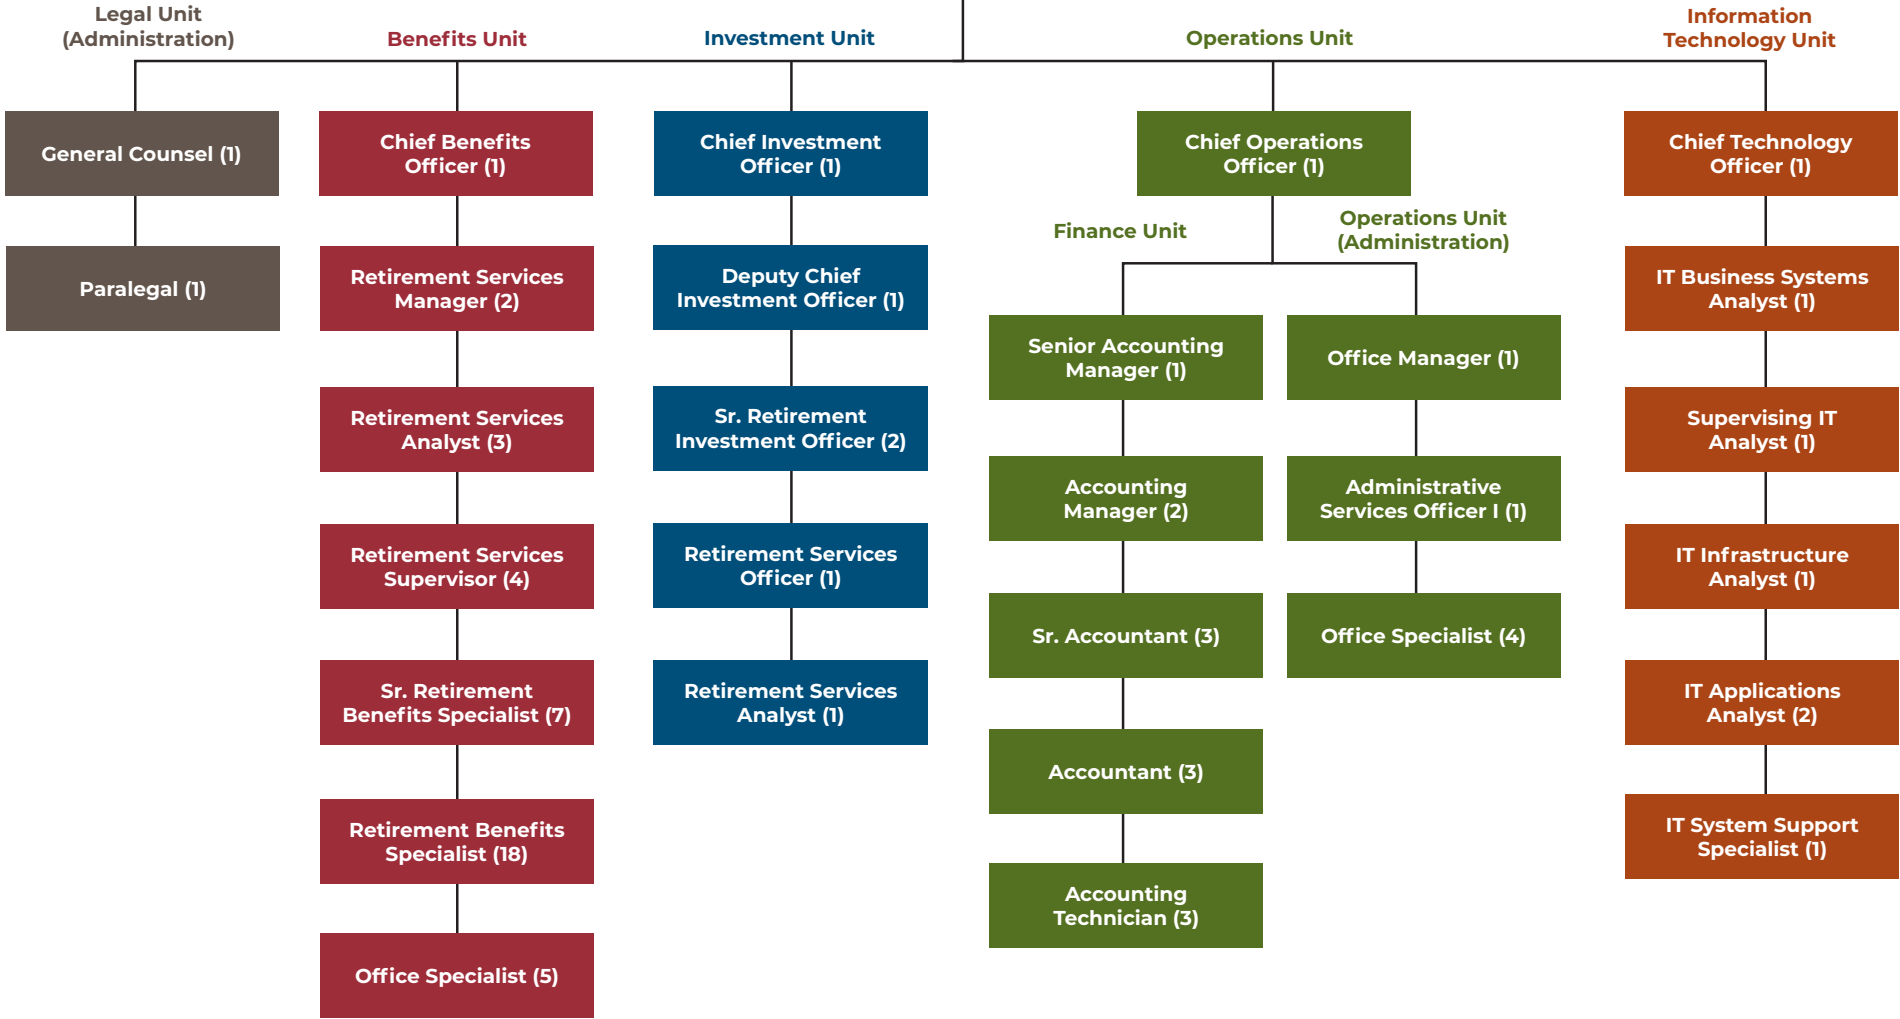 Legal Unit
(Administration)
Benefits Unit
Investment Unit
Operations Unit
Information
Technology Unit
General Counsel (1)
Paralegal (1)
Chief Benefits
Officer (1)
Retirement Services
Manager (2)
Retirement Services
Analyst (3)
Retirement Services
Supervisor (4)
Sr. Retirement
Benefits Specialist (7)
Retirement Benefits
Specialist (18)
Office Specialist (5)
Chief Investment
Officer (1)
Deputy Chief
Investment Officer (1)
Sr. Retirement
Investment Officer (2)
Retirement Services
Officer (1)
Retirement Services
Analyst (1)
Chief Operations
Officer (1)
Finance Unit
Senior Accounting
Manager (1)
Accounting
Manager (2)
Sr. Accountant (3)
Accountant (3)
Accounting
Technician (3)
Operations Unit
(Administration)
Office Manager (1)
Administrative
Services Officer I (1)
Office Specialist (4)
Chief Technology
Officer (1)
IT Business Systems
Analyst (1)
Supervising IT
Analyst (1)
IT Infrastructure
Analyst (1)
IT Applications
Analyst (2)
IT System Support
Specialist (1)